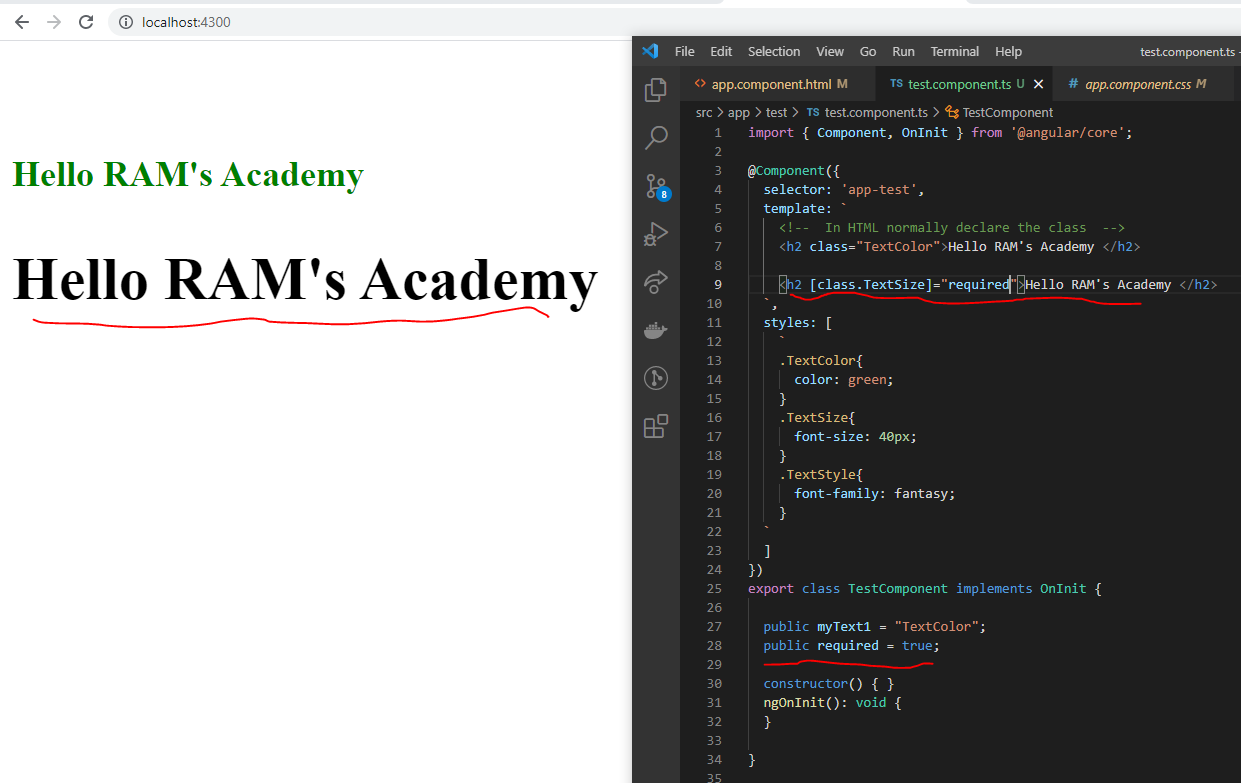 localhost:4300
Hello RAM's Academy
Hello RAM's Academy
File Edit Selection View Go Run Terminal Help test.component.ts -
<> app.component.html M TS test.component.ts U × # app.component.css M
src > app > test > TS test.component.ts > TestComponent
8
1 import { Component, OnInit } from '@angular/core';
2
3 @Component({
4 selector: 'app-test',
5 template: `
6 <!--  In HTML normally declare the class  -->
7 <h2 class="TextColor">Hello RAM's Academy </h2>
8
9 <h2 [class.TextSize]="required">Hello RAM's Academy </h2>
10 `,
11 styles: [
12 `
13 .TextColor{
14 color: green;
15 }
16 .TextSize{
17 font-size: 40px;
18 }
19 .TextStyle{
20 font-family: fantasy;
21 }
22 `
23 ]
24 })
25 export class TestComponent implements OnInit {
26
27 public myText1 = "TextColor";
28 public required = true;
29
30 constructor() { }
31 ngOnInit(): void {
32 }
33
34 }
35